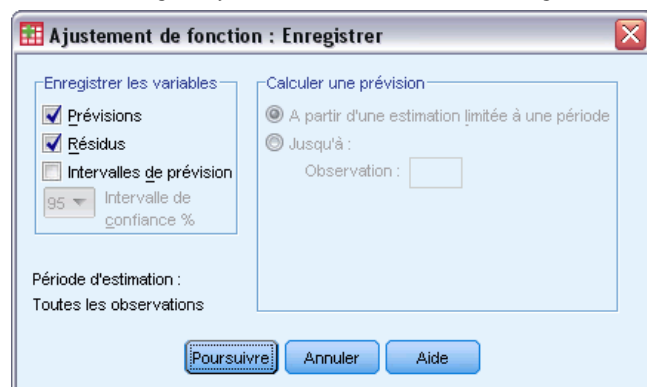 Ajustement de fonction : Enregistrer
Enregistrer les variables
Prévisions
Résidus
Intervalles de prévision
95
Intervalle de
confiance %
Calculer une prévision
A partir d'une estimation limitée à une période
Jusqu'à :
Observation :
Période d'estimation :
Toutes les observations
Poursuivre
Annuler
Aide